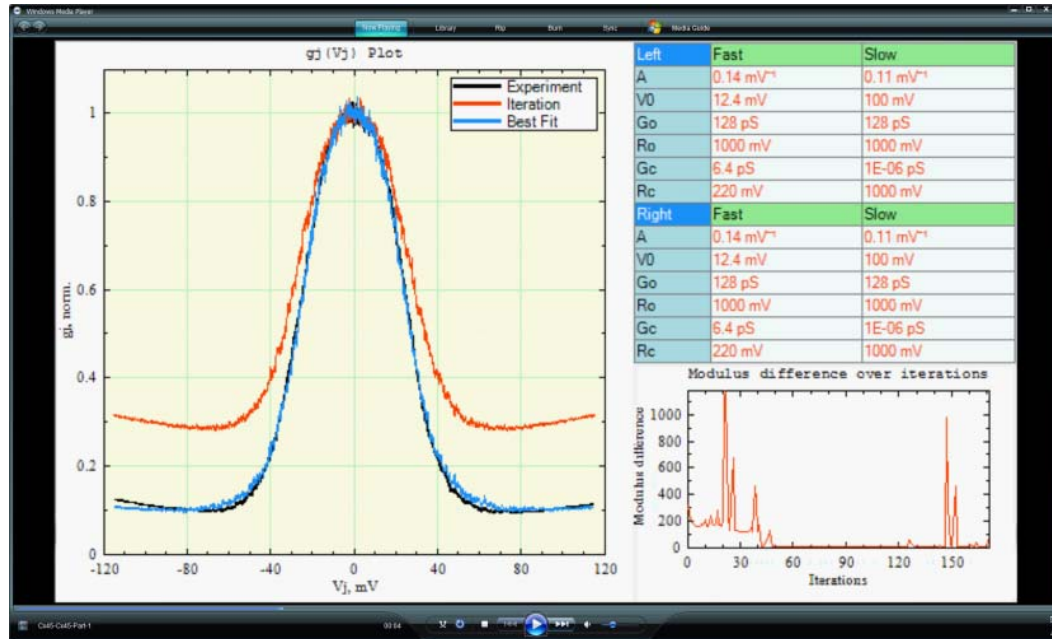 Windows Media Player
Now Playing Library Rip Burn Sync Media Guide
gj(Vj) Plot
Experiment
Iteration
Best Fit
1
0.8
0.6
0.4
0.2
0
gj, norm.
-120 -80 -40 0 40 80 120
Vj, mV
Left Fast Slow
A 0.14 mV⁻¹ 0.11 mV⁻¹
V0 12.4 mV 100 mV
Go 128 pS 128 pS
Ro 1000 mV 1000 mV
Gc 6.4 pS 1E-06 pS
Rc 220 mV 1000 mV
Right Fast Slow
A 0.14 mV⁻¹ 0.11 mV⁻¹
V0 12.4 mV 100 mV
Go 128 pS 128 pS
Ro 1000 mV 1000 mV
Gc 6.4 pS 1E-06 pS
Rc 220 mV 1000 mV
Modulus difference over iterations
1000
800
600
400
200
0
Modulus difference
0 30 60 90 120 150
Iterations
Cx45-Cx45-Part-1 00:04